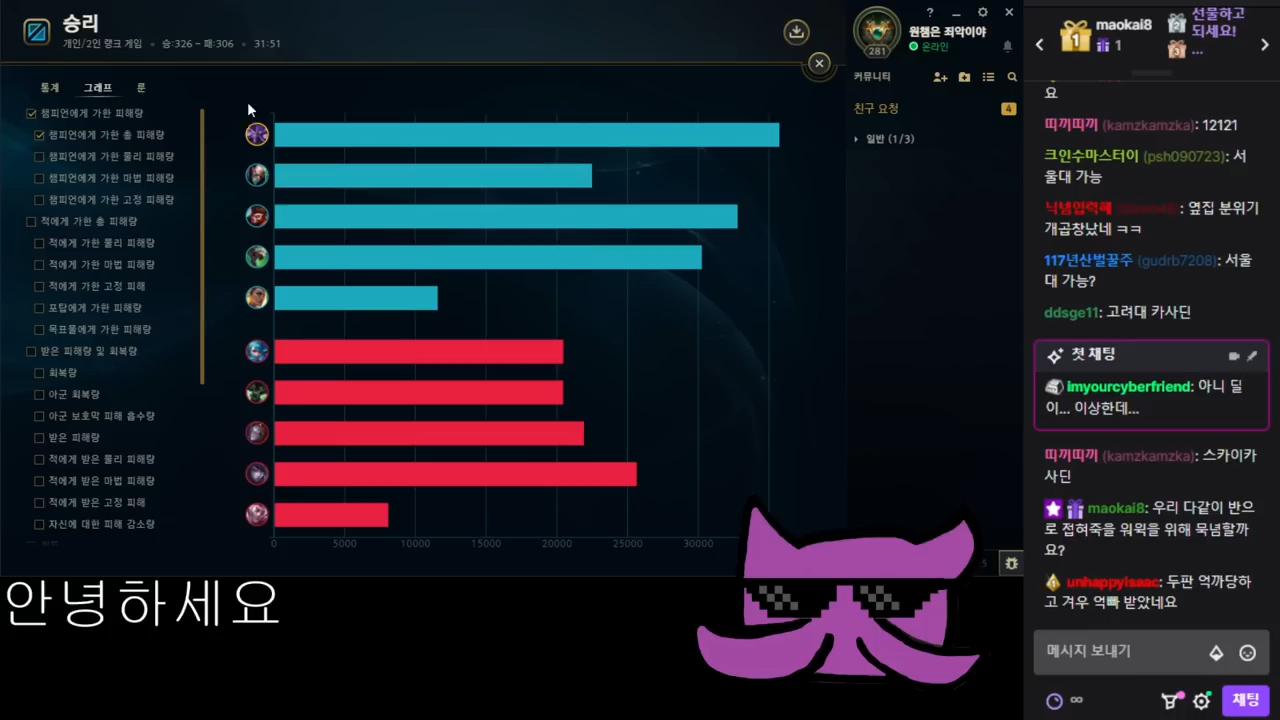 승리
개인/2인 랭크 게임 • 승:326 - 패:306 • 31:51
통계 그래프 룬
챔피언에게 가한 피해량
챔피언에게 가한 총 피해량
챔피언에게 가한 물리 피해량
챔피언에게 가한 마법 피해량
챔피언에게 가한 고정 피해량
적에게 가한 총 피해량
적에게 가한 물리 피해량
적에게 가한 마법 피해량
적에게 가한 고정 피해
포탑에게 가한 피해량
목표물에게 가한 피해량
받은 피해량 및 회복량
회복량
아군 회복량
아군 보호막 피해 흡수량
받은 피해량
적에게 받은 물리 피해량
적에게 받은 마법 피해량
적에게 받은 고정 피해
자신에 대한 피해 감소량
0 5000 10000 15000 20000 25000 30000
281
원챔은 죄악이야
온라인
커뮤니티
친구 요청 4
일반 (1/3)
안녕하세요
1 maokai8
1
2 선물하고
되세요!
3 ...
요
띠끼띠끼 (kamzkamzka): 12121
크인수마스터이 (psh090723): 서
울대 가능
닉넴입력해 : 옆집 분위기
개곱창났네 ㅋㅋ
117년산벌꿀주 (gudrb7208): 서울
대 가능?
ddsge11: 고려대 카사딘
첫 채팅
imyourcyberfriend: 아니 딜
이... 이상한데...
띠끼띠끼 (kamzkamzka): 스카이카
사딘
maokai8: 우리 다같이 반으
로 접혀죽을 워윅을 위해 묵념할까
요?
unhappyisaac: 두판 억까당하
고 겨우 억빠 받았네요
메시지 보내기
∞
채팅